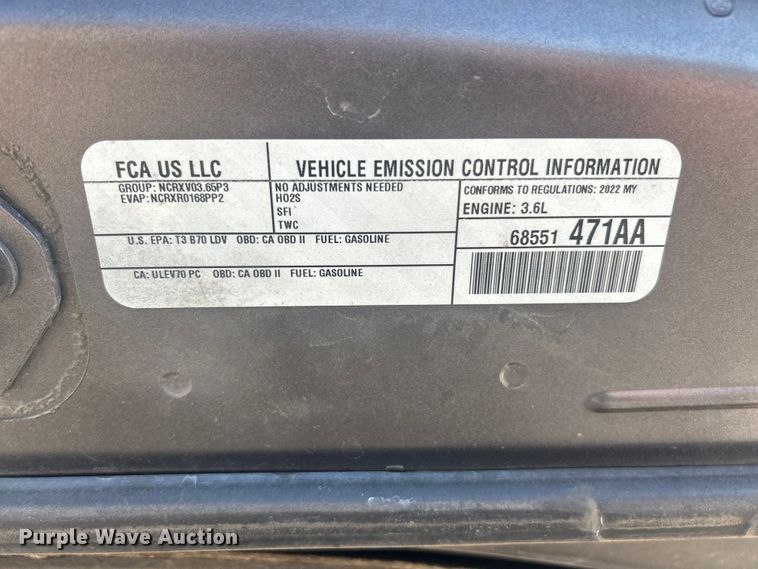 FCA US LLC
VEHICLE EMISSION CONTROL INFORMATION
GROUP: NCRXV03.65P3
EVAP: NCRXR0168PP2
NO ADJUSTMENTS NEEDED
HO2S
SFI
TWC
CONFORMS TO REGULATIONS: 2022 MY
ENGINE: 3.6L
U.S. EPA: T3 B70 LDV OBD: CA OBD II FUEL: GASOLINE
68551 471AA
CA: ULEV70 PC OBD: CA OBD II FUEL: GASOLINE
Purple Wave Auction